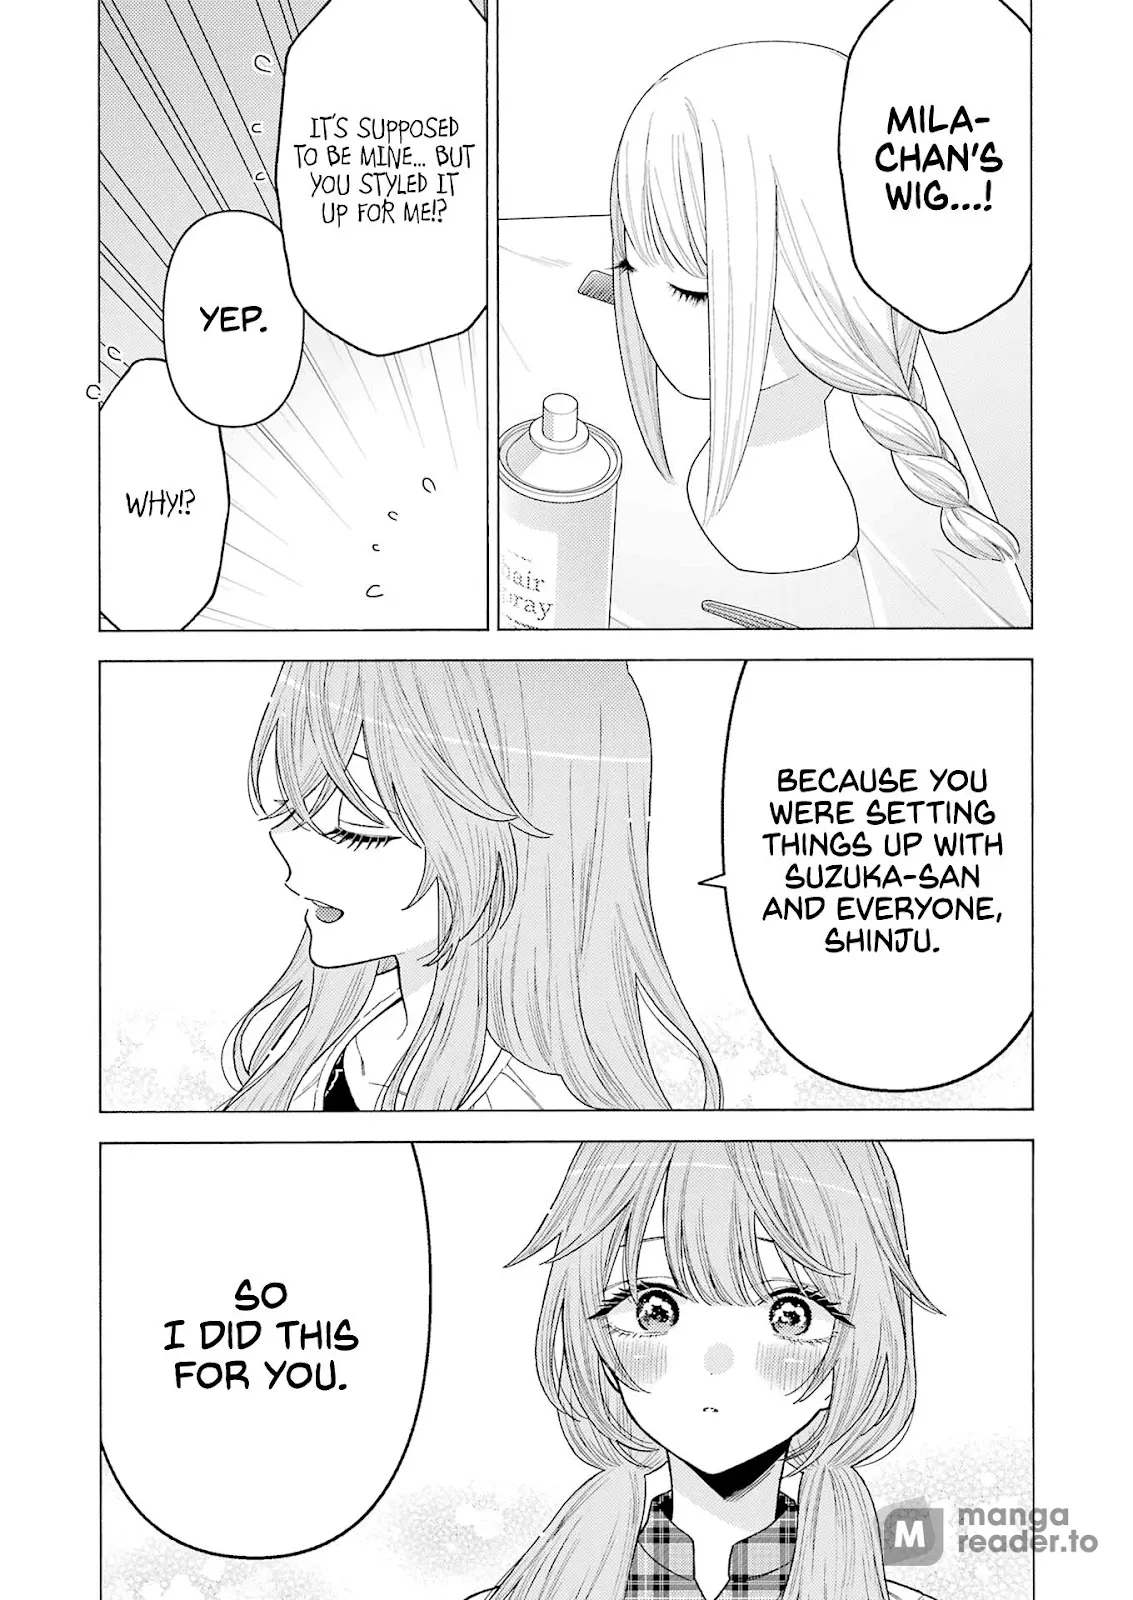 MILA-
CHAN'S
WIG...!
IT'S SUPPOSED
TO BE MINE... BUT
YOU STYLED IT
UP FOR ME!?
YEP.
WHY!?
hair
BECAUSE YOU
WERE SETTING
THINGS UP WITH
SUZUKA-SAN
AND EVERYONE,
SHINJU.
SO
I DID THIS
FOR YOU.
M manga
reader.to